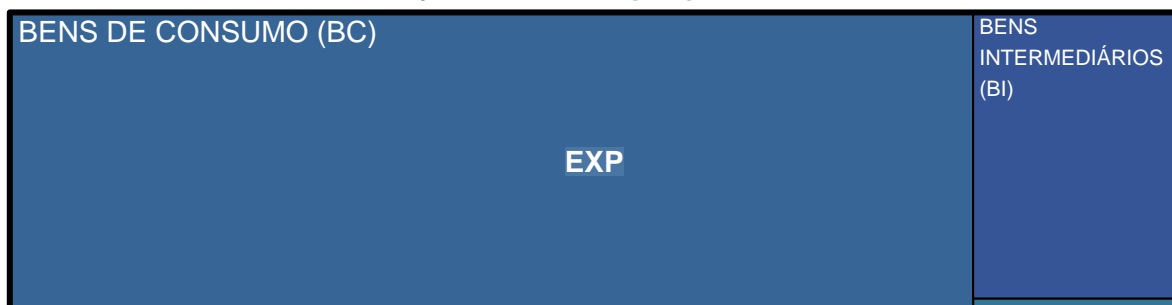 BENS DE CONSUMO (BC)
BENS
INTERMEDIÁRIOS
(BI)
EXP